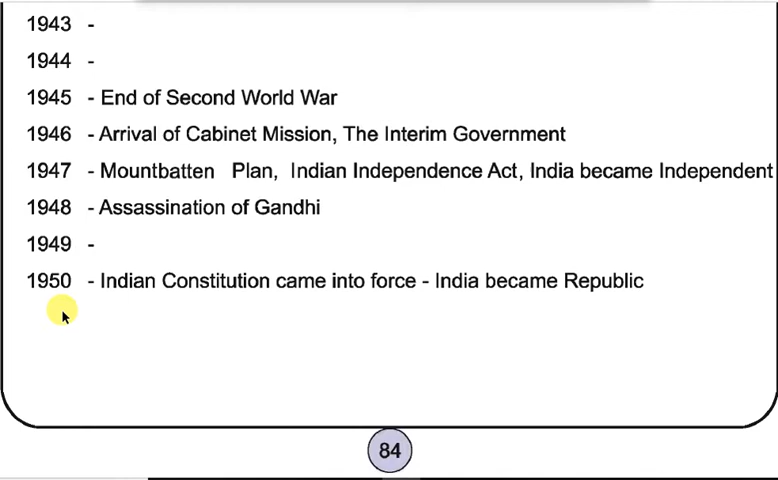 1943 -
1944 -
1945 - End of Second World War
1946 - Arrival of Cabinet Mission, The Interim Government
1947 - Mountbatten Plan, Indian Independence Act, India became Independent
1948 - Assassination of Gandhi
1949 -
1950 - Indian Constitution came into force - India became Republic
84